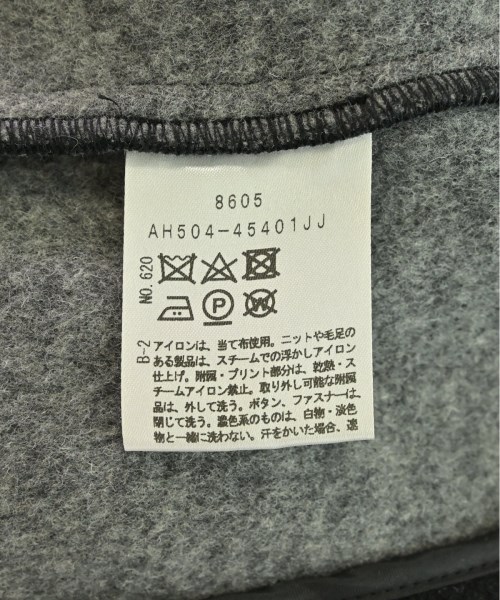 8605
AH504-45401JJ
NO.620
P
W
B-2
アイロンは、当て布使用。ニットや毛足の
ある製品は、スチームでの浮かしアイロン
仕上げ。附属・プリント部分は、乾熱・ス
チームアイロン禁止。取り外し可能な附属
品は、外して洗う。ボタン、ファスナーは、
閉じて洗う。濃色系のものは、白物・淡色
物と一緒に洗わない。汗をかいた場合、速